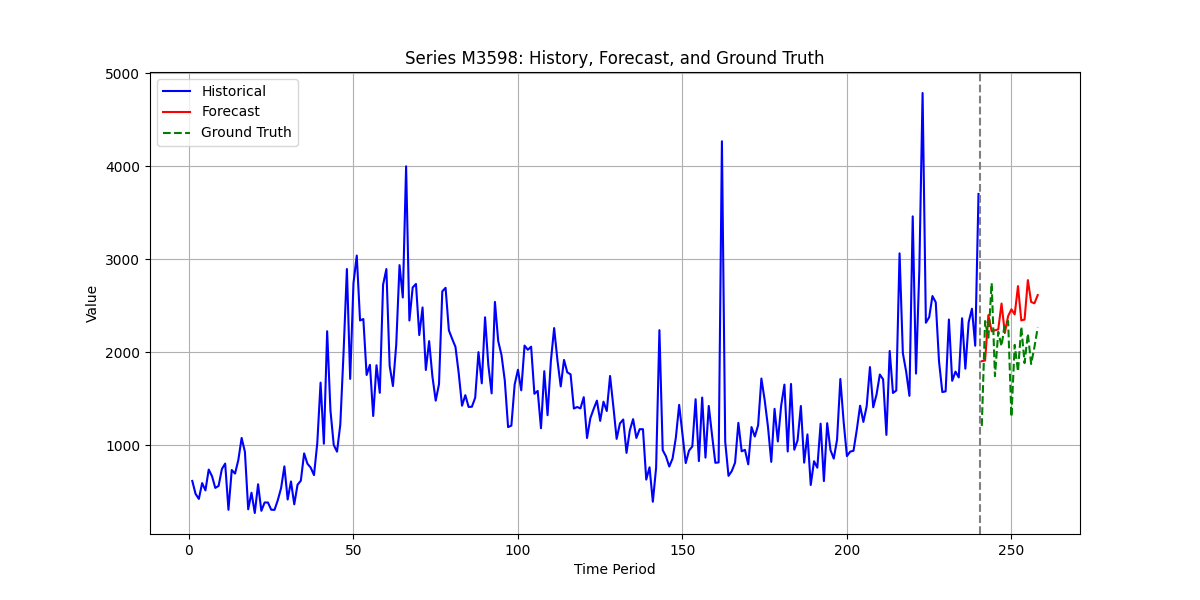 Series M3598: History, Forecast, and Ground Truth
Historical
Forecast
Ground Truth
5000
4000
3000
2000
1000
Value
0 50 100 150 200 250
Time Period